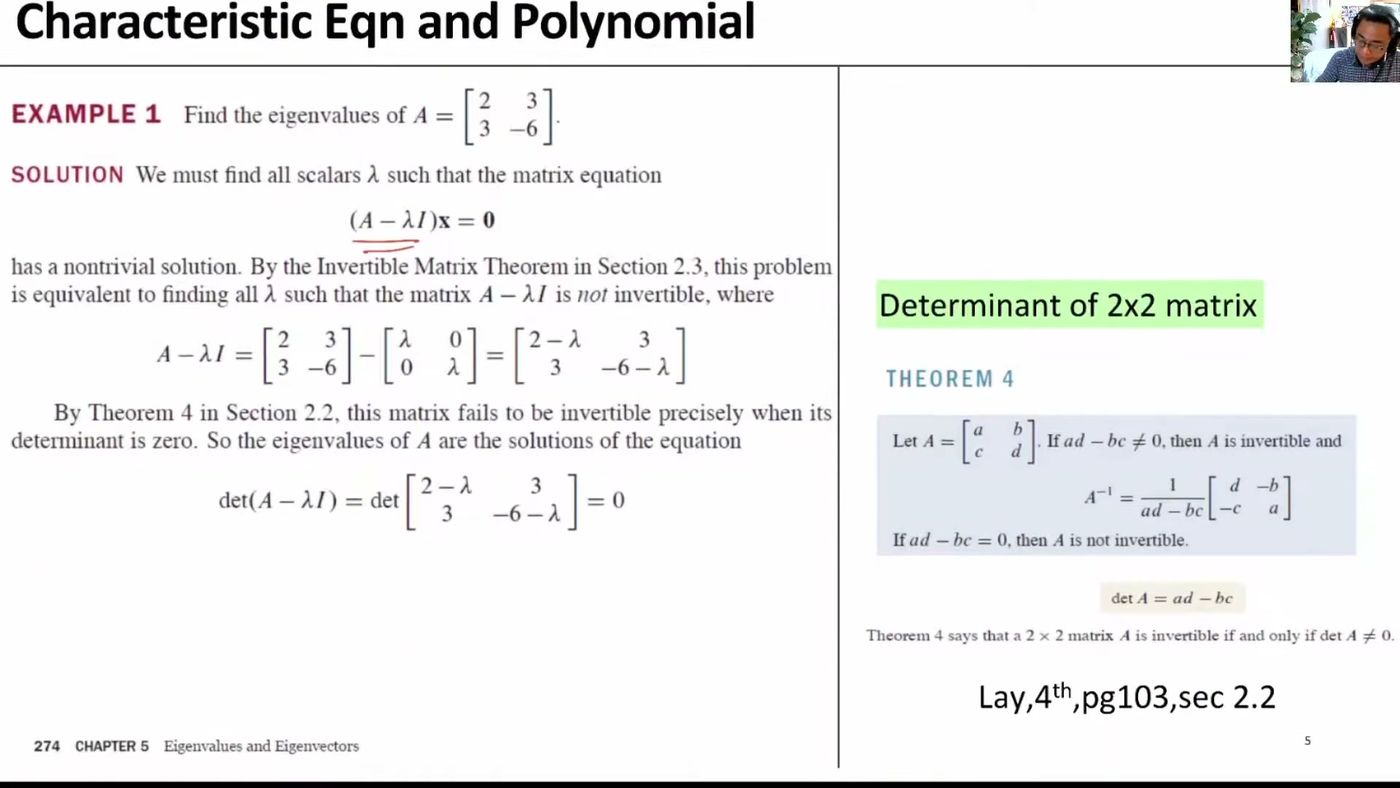 Characteristic Eqn and Polynomial
EXAMPLE 1 Find the eigenvalues of A = [2 3; 3 −6].
SOLUTION We must find all scalars λ such that the matrix equation
(A − λI)x = 0
has a nontrivial solution. By the Invertible Matrix Theorem in Section 2.3, this problem
is equivalent to finding all λ such that the matrix A − λI is not invertible, where
A − λI = [2 3; 3 −6] − [λ 0; 0 λ] = [2 − λ 3; 3 −6 − λ]
By Theorem 4 in Section 2.2, this matrix fails to be invertible precisely when its
determinant is zero. So the eigenvalues of A are the solutions of the equation
det(A − λI) = det [2 − λ 3; 3 −6 − λ] = 0
274 CHAPTER 5 Eigenvalues and Eigenvectors
Determinant of 2x2 matrix
THEOREM 4
Let A = [a b; c d]. If ad − bc ≠ 0, then A is invertible and
A⁻¹ = 1/(ad − bc) [d −b; −c a]
If ad − bc = 0, then A is not invertible.
det A = ad − bc
Theorem 4 says that a 2 × 2 matrix A is invertible if and only if det A ≠ 0.
Lay,4th,pg103,sec 2.2
5